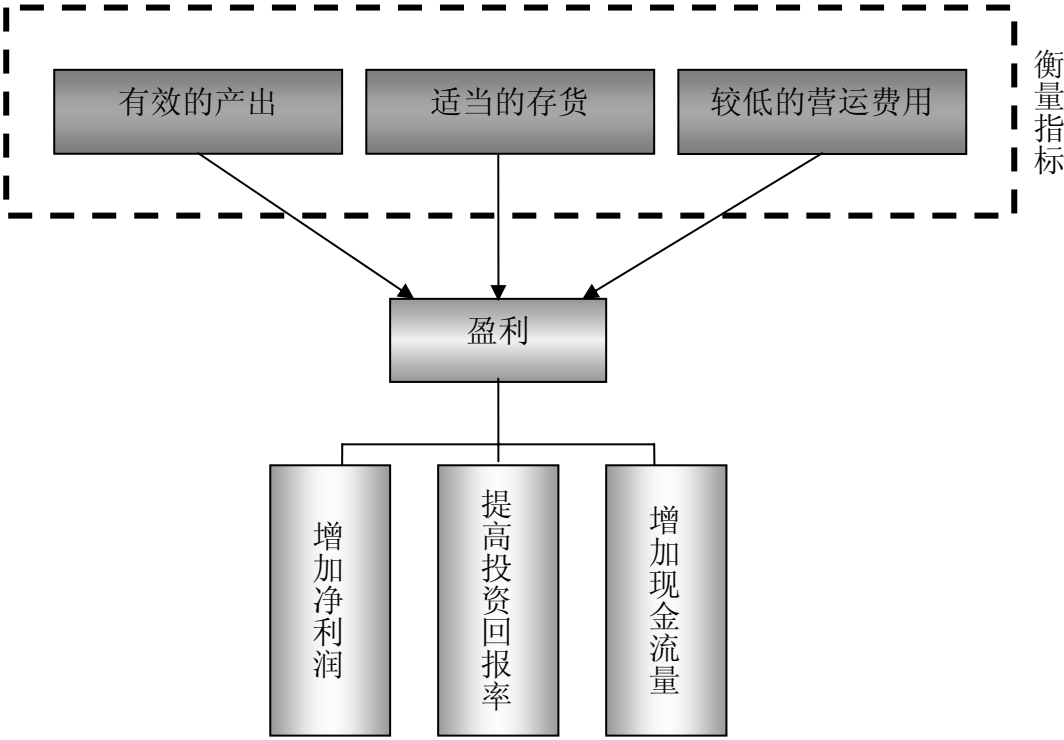 有效的产出
适当的存货
较低的营运费用
衡量指标
盈利
增加净利润
提高投资回报率
增加现金流量